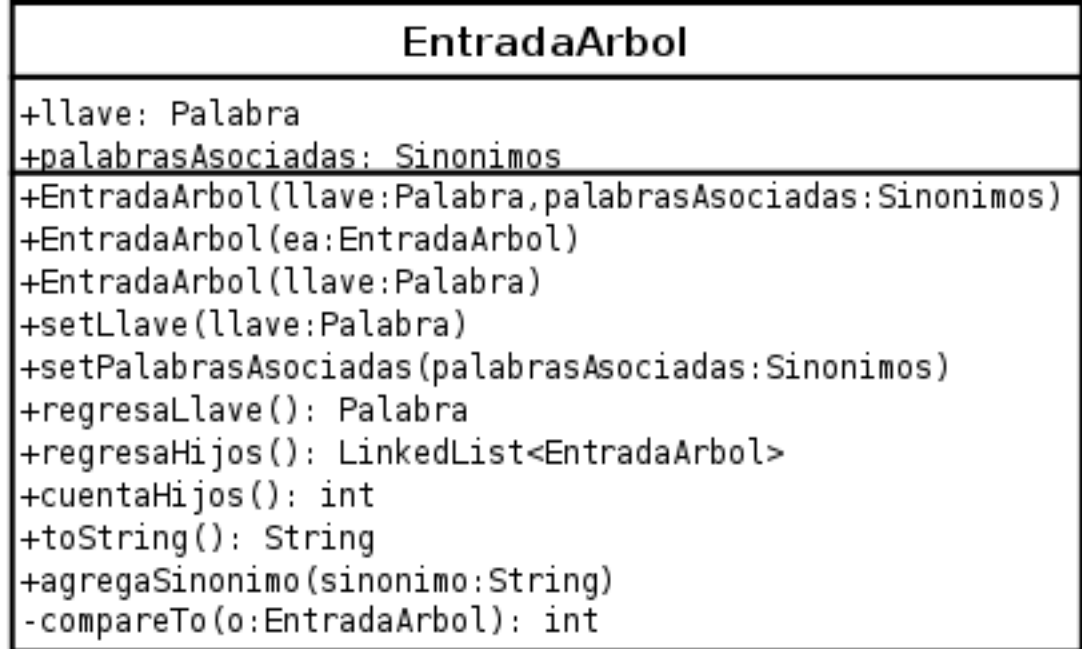 EntradaArbol
+llave: Palabra
+palabrasAsociadas: Sinonimos
+EntradaArbol(llave:Palabra,palabrasAsociadas:Sinonimos)
+EntradaArbol(ea:EntradaArbol)
+EntradaArbol(llave:Palabra)
+setLlave(llave:Palabra)
+setPalabrasAsociadas(palabrasAsociadas:Sinonimos)
+regresaLlave(): Palabra
+regresaHijos(): LinkedList<EntradaArbol>
+cuentaHijos(): int
+toString(): String
+agregaSinonimo(sinonimo:String)
-compareTo(o:EntradaArbol): int